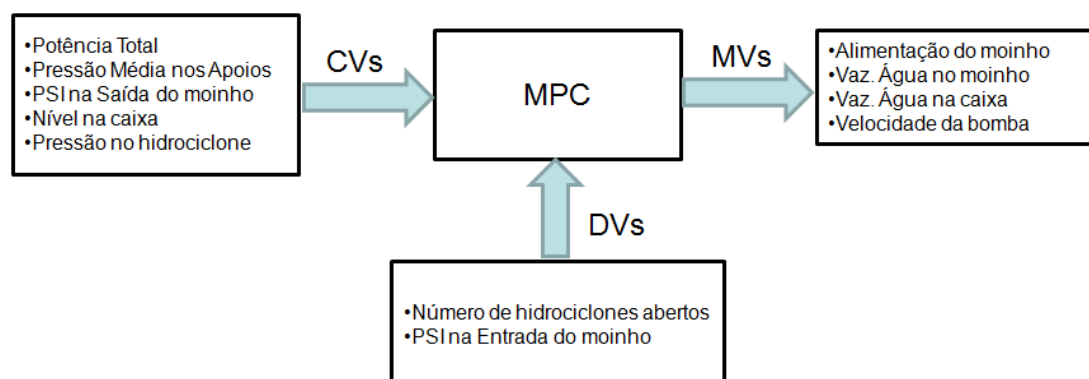 •Potência Total
•Pressão Média nos Apoios
•PSI na Saída do moinho
•Nível na caixa
•Pressão no hidrociclone
CVs
MPC
MVs
•Alimentação do moinho
•Vaz. Água no moinho
•Vaz. Água na caixa
•Velocidade da bomba
DVs
•Número de hidrociclones abertos
•PSI na Entrada do moinho